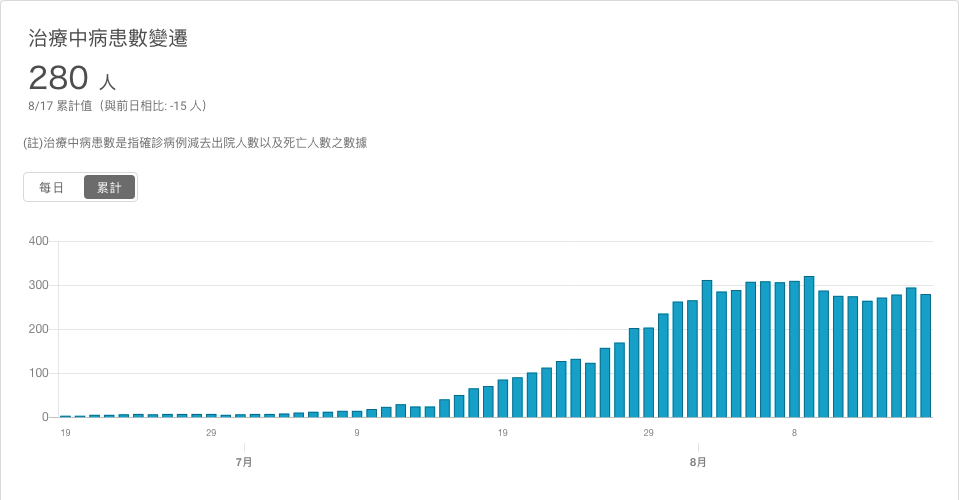 治療中病患數變遷
280 人
8/17 累計值（與前日相比: -15 人）
(註)治療中病患數是指確診病例減去出院人數以及死亡人數之數據
每日 累計
400
300
200
100
0
19 29 9 19 29 8
7月 8月